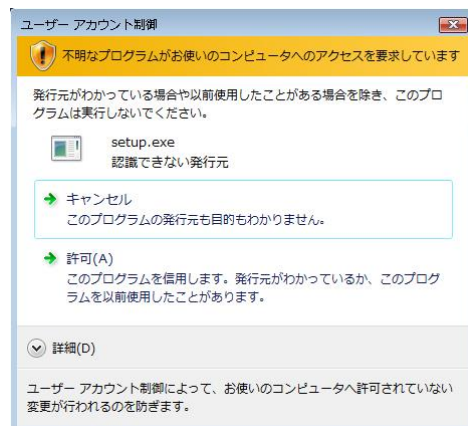 ユーザー アカウント制御
不明なプログラムがお使いのコンピュータへのアクセスを要求しています
発行元がわかっている場合や以前使用したことがある場合を除き、このプロ
グラムは実行しないでください。
setup.exe
認識できない発行元
キャンセル
このプログラムの発行元も目的もわかりません。
許可(A)
このプログラムを信用します。発行元がわかっているか、このプログ
ラムを以前使用したことがあります。
詳細(D)
ユーザー アカウント制御によって、お使いのコンピュータへ許可されていない
変更が行われるのを防ぎます。